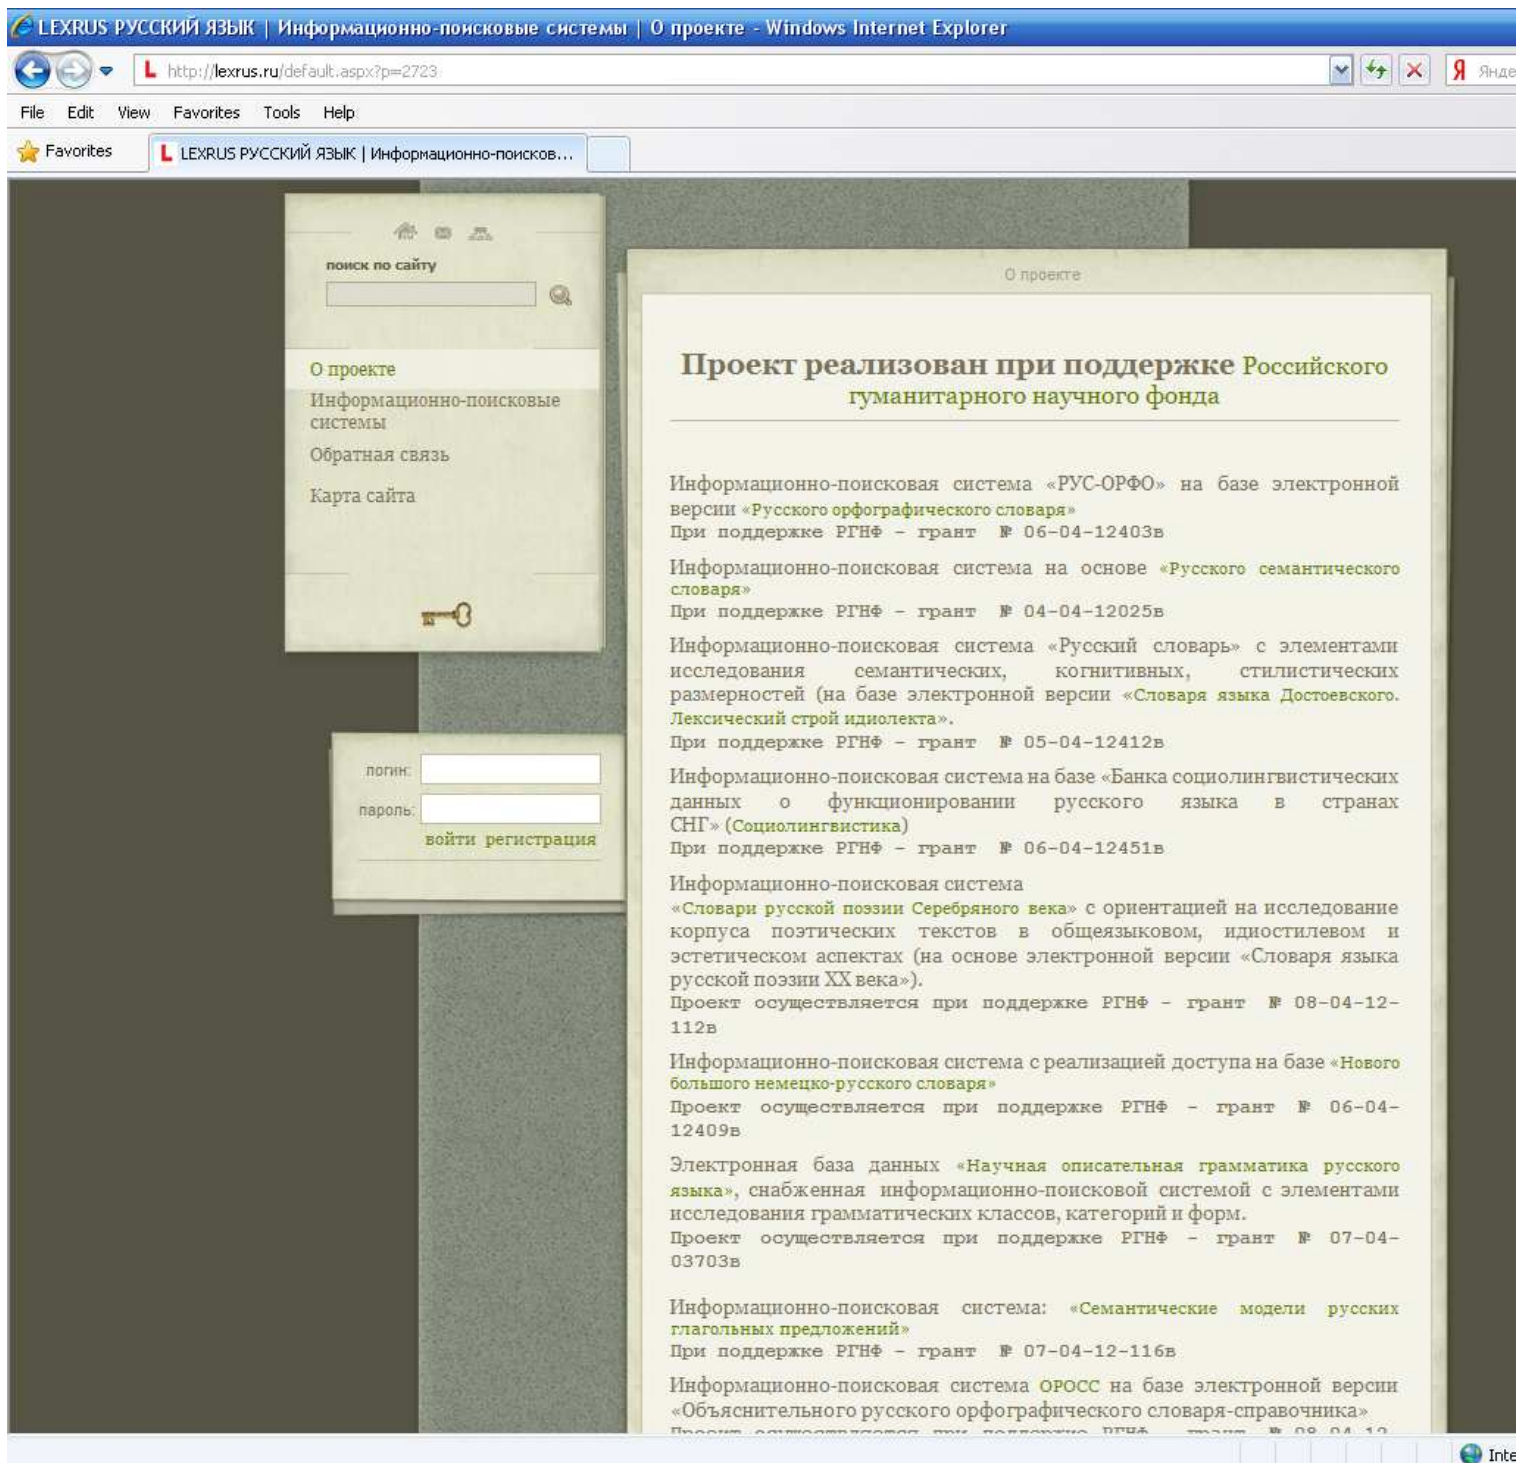 LEXRUS РУССКИЙ ЯЗЫК | Информационно-поисковые системы | О проекте - Windows Internet Explorer
http://lexrus.ru/default.aspx?p=2723
Я Янде
File Edit View Favorites Tools Help
Favorites
LEXRUS РУССКИЙ ЯЗЫК | Информационно-поисков...
поиск по сайту
О проекте
Информационно-поисковые
системы
Обратная связь
Карта сайта
логин:
пароль:
войти регистрация
О проекте
Проект реализован при поддержке Российского
гуманитарного научного фонда
Информационно-поисковая система «РУС-ОРФО» на базе электронной
версии «Русского орфографического словаря»
При поддержке РГНФ - грант № 06-04-12403в
Информационно-поисковая система на основе «Русского семантического
словаря»
При поддержке РГНФ - грант № 04-04-12025в
Информационно-поисковая система «Русский словарь» с элементами
исследования семантических, когнитивных, стилистических
размерностей (на базе электронной версии «Словаря языка Достоевского.
Лексический строй идиолекта».
При поддержке РГНФ - грант № 05-04-12412в
Информационно-поисковая система на базе «Банка социолингвистических
данных о функционировании русского языка в странах
СНГ» (Социолингвистика)
При поддержке РГНФ - грант № 06-04-12451в
Информационно-поисковая система
«Словари русской поэзии Серебряного века» с ориентацией на исследование
корпуса поэтических текстов в общеязыковом, идиостилевом и
эстетическом аспектах (на основе электронной версии «Словаря языка
русской поэзии XX века»).
Проект осуществляется при поддержке РГНФ - грант № 08-04-12-
112в
Информационно-поисковая система с реализацией доступа на базе «Нового
большого немецко-русского словаря»
Проект осуществляется при поддержке РГНФ - грант № 06-04-
12409в
Электронная база данных «Научная описательная грамматика русского
языка», снабженная информационно-поисковой системой с элементами
исследования грамматических классов, категорий и форм.
Проект осуществляется при поддержке РГНФ - грант № 07-04-
03703в
Информационно-поисковая система: «Семантические модели русских
глагольных предложений»
При поддержке РГНФ - грант № 07-04-12-116в
Информационно-поисковая система ОРОСС на базе электронной версии
«Объяснительного русского орфографического словаря-справочника»
Проект осуществляется при поддержке РГНФ - грант № 08-04-12-
Inte